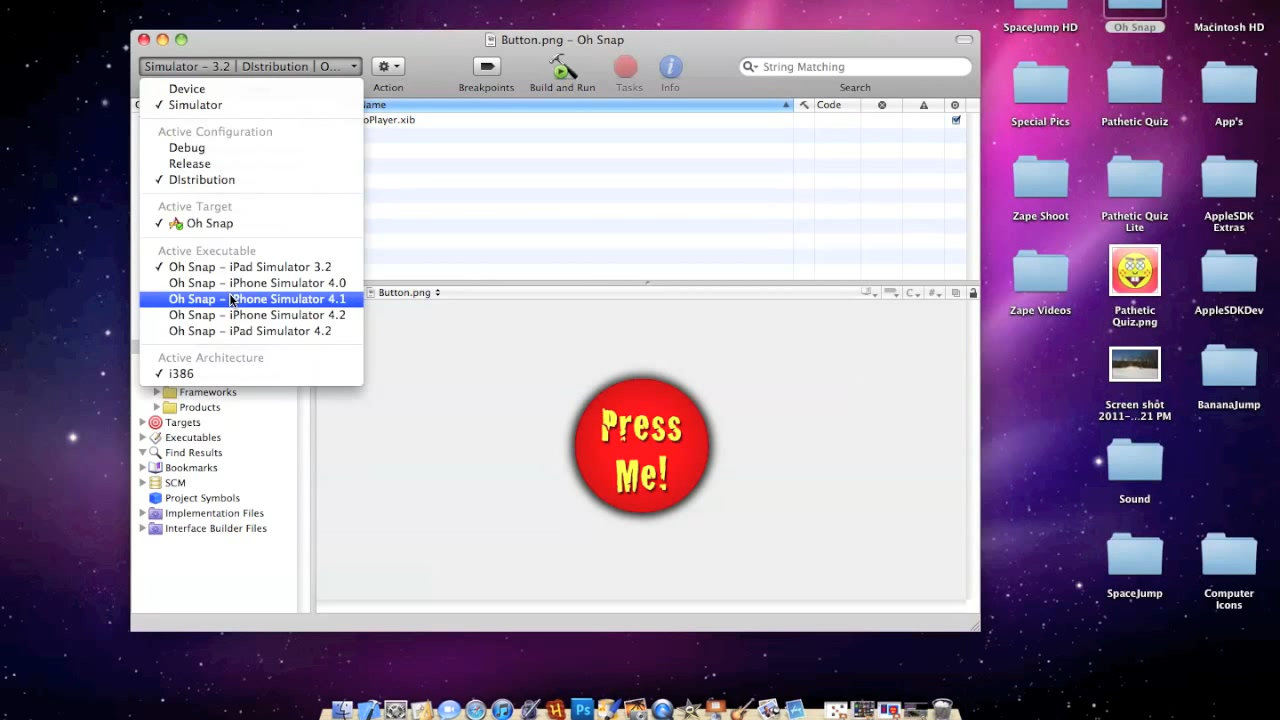 SpaceJump HD
Oh Snap
Macintosh HD
Button.png – Oh Snap
Simulator – 3.2 | DIstribution | O...
String Matching
Action
Breakpoints
Build and Run
Tasks
Info
Search
Device
Simulator
Active Configuration
Debug
Release
DIstribution
Active Target
Oh Snap
Active Executable
Oh Snap – iPad Simulator 3.2
Oh Snap – iPhone Simulator 4.0
Oh Snap – iPhone Simulator 4.1
Oh Snap – iPhone Simulator 4.2
Oh Snap – iPad Simulator 4.2
Active Architecture
i386
Code
oPlayer.xib
Button.png
C
#
Frameworks
Products
Targets
Executables
Find Results
Bookmarks
SCM
Project Symbols
Implementation Files
Interface Builder Files
Press
Me!
Special Pics
Pathetic Quiz
App's
Zape Shoot
Pathetic Quiz
Lite
AppleSDK
Extras
Zape Videos
Pathetic
Quiz.png
AppleSDKDev
Screen shot
2011-...21 PM
BananaJump
Sound
SpaceJump
Computer
Icons
Ps